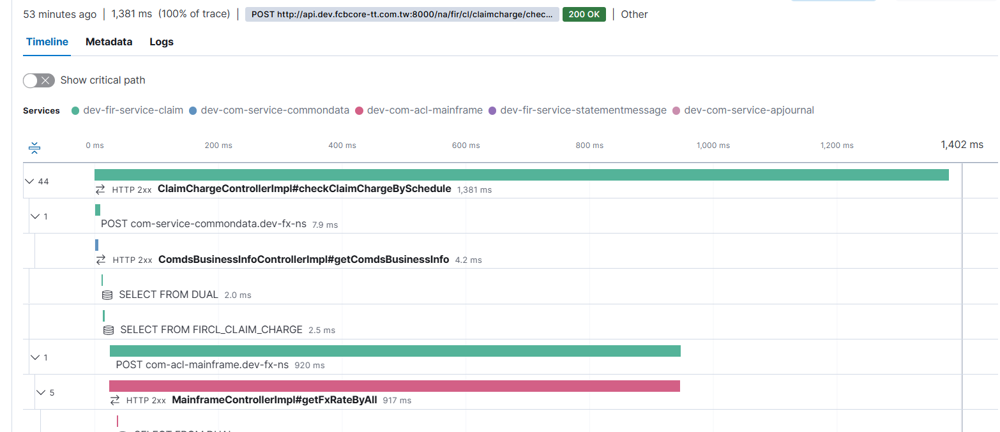 53 minutes ago | 1,381 ms (100% of trace) | POST http://api.dev.fcbcore-tt.com.tw:8000/na/fir/cl/claimcharge/chec... 200 OK | Other
Timeline Metadata Logs
Show critical path
Services dev-fir-service-claim dev-com-service-commondata dev-com-acl-mainframe dev-fir-service-statementmessage dev-com-service-apjournal
0 ms 200 ms 400 ms 600 ms 800 ms 1,000 ms 1,200 ms 1,402 ms
44
HTTP 2xx ClaimChargeControllerImpl#checkClaimChargeBySchedule 1,381 ms
1
POST com-service-commondata.dev-fx-ns 7.9 ms
HTTP 2xx ComdsBusinessInfoControllerImpl#getComdsBusinessInfo 4.2 ms
SELECT FROM DUAL 2.0 ms
SELECT FROM FIRCL_CLAIM_CHARGE 2.5 ms
1
POST com-acl-mainframe.dev-fx-ns 920 ms
5
HTTP 2xx MainframeControllerImpl#getFxRateByAll 917 ms
SELECT FROM DUAL